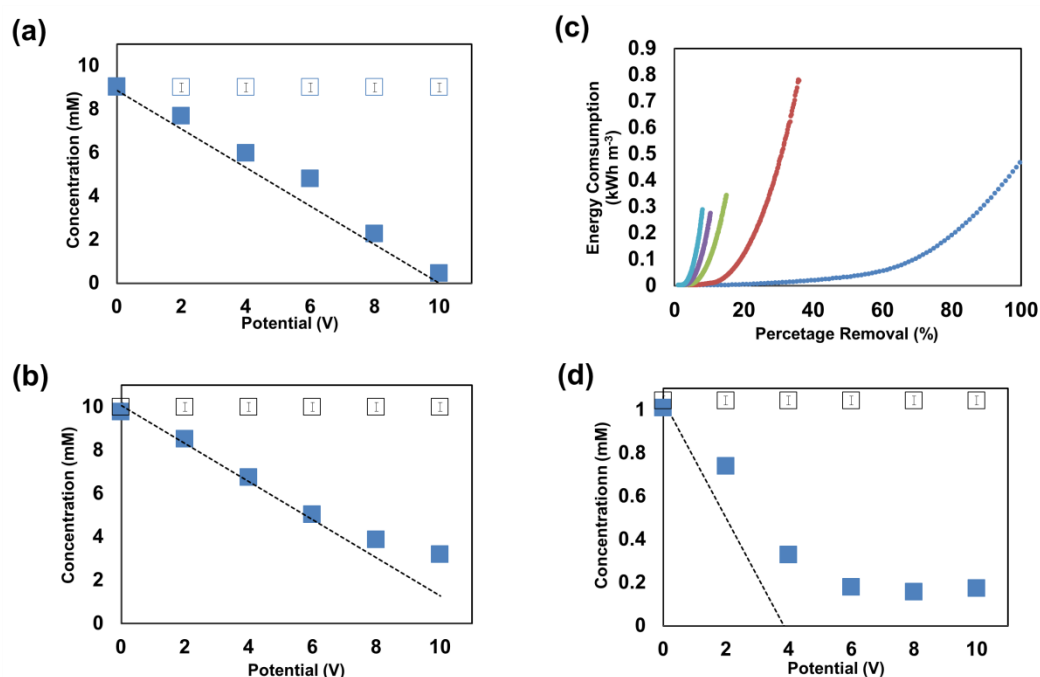 (a)
10
8
6
4
2
0
Concentration (mM)
0 2 4 6 8 10
Potential (V)
(c)
0.9
0.8
0.7
0.6
0.5
0.4
0.3
0.2
0.1
0
Energy Comsumption
(kWh m-3)
0 20 40 60 80 100
Percetage Removal (%)
(b)
10
8
6
4
2
0
Concentration (mM)
0 2 4 6 8 10
Potential (V)
(d)
1
0.8
0.6
0.4
0.2
0
Concentrationn (mM)
0 2 4 6 8 10
Potential (V)